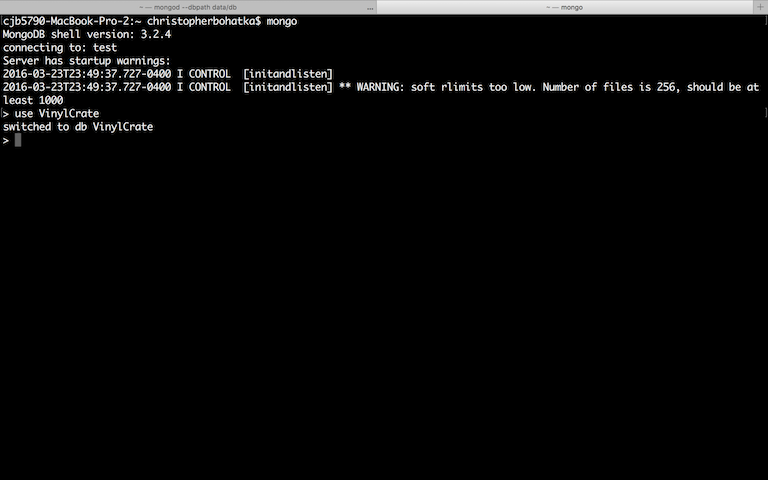 ~ — mongod --dbpath data/db ... ~ — mongo +
cjb5790-MacBook-Pro-2:~ christopherbohatka$ mongo
MongoDB shell version: 3.2.4
connecting to: test
Server has startup warnings:
2016-03-23T23:49:37.727-0400 I CONTROL  [initandlisten]
2016-03-23T23:49:37.727-0400 I CONTROL  [initandlisten] ** WARNING: soft rlimits too low. Number of files is 256, should be at
least 1000
> use VinylCrate
switched to db VinylCrate
>